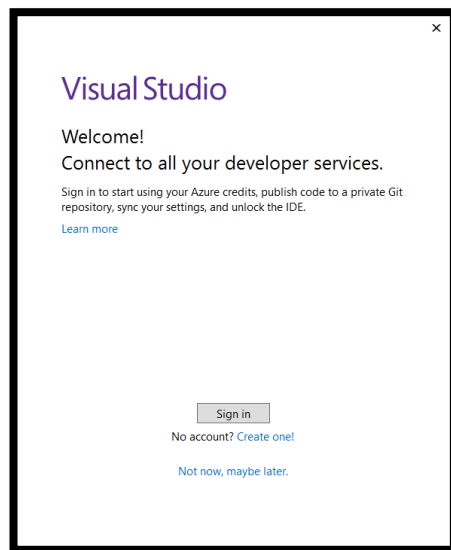 Visual Studio
Welcome!
Connect to all your developer services.
Sign in to start using your Azure credits, publish code to a private Git
repository, sync your settings, and unlock the IDE.
Learn more
Sign in
No account? Create one!
Not now, maybe later.